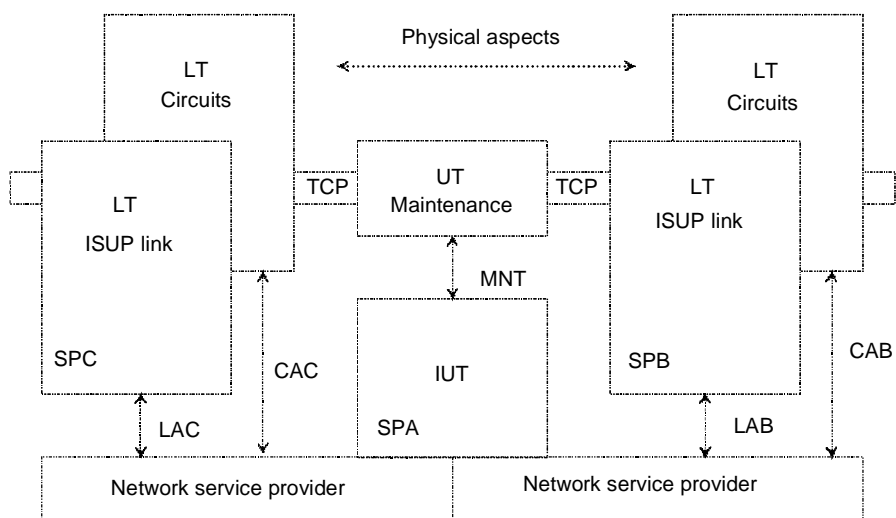 Physical aspects
LT
Circuits
LT
Circuits
TCP
UT
Maintenance
TCP
LT
ISUP link
LT
ISUP link
MNT
SPC
CAC
IUT
SPB
CAB
LAC
SPA
LAB
Network service provider
Network service provider